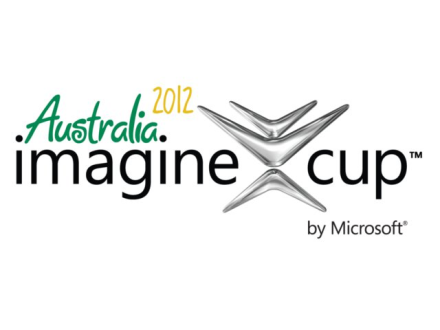 Australia 2012
imagine cup™
by Microsoft®